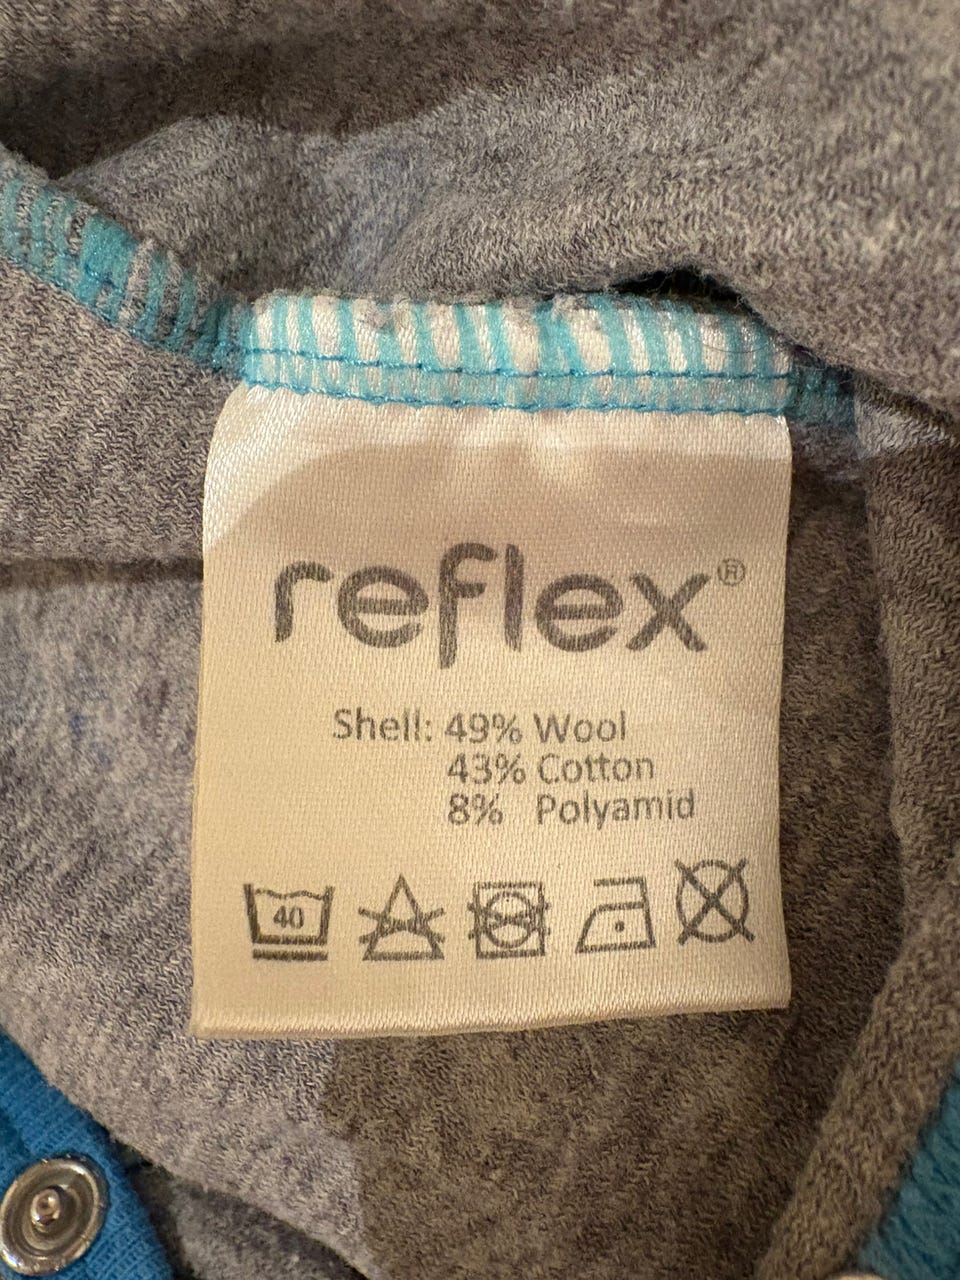 reflex®
Shell: 49% Wool
43% Cotton
8% Polyamid
40